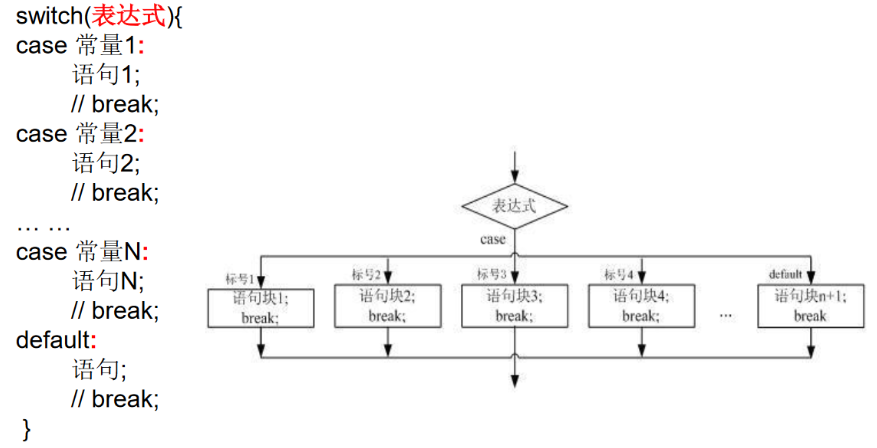 switch(表达式){
case 常量1:
语句1;
// break;
case 常量2:
语句2;
// break;
… …
case 常量N:
语句N;
// break;
default:
语句;
// break;
}
表达式
case
标号1
标号2
标号3
标号4
default
语句块1;
break;
语句块2;
break;
语句块3;
break;
语句块4;
break;
...
语句块n+1;
break